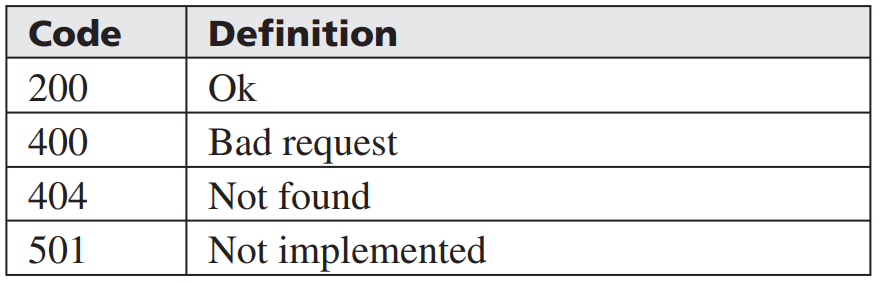 Code Definition
200 Ok
400 Bad request
404 Not found
501 Not implemented